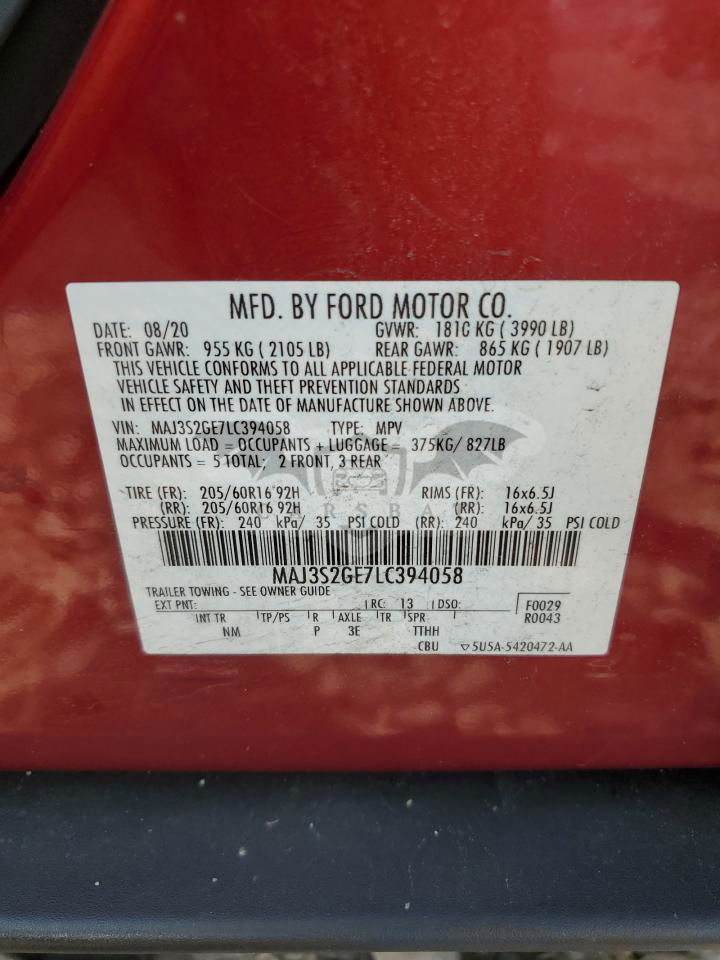 MFD. BY FORD MOTOR CO.
DATE: 08/20 GVWR: 1810 KG ( 3990 LB)
FRONT GAWR: 955 KG ( 2105 LB) REAR GAWR: 865 KG ( 1907 LB)
THIS VEHICLE CONFORMS TO ALL APPLICABLE FEDERAL MOTOR
VEHICLE SAFETY AND THEFT PREVENTION STANDARDS
IN EFFECT ON THE DATE OF MANUFACTURE SHOWN ABOVE.
VIN: MAJ3S2GE7LC394058 TYPE: MPV
MAXIMUM LOAD = OCCUPANTS + LUGGAGE = 375KG/ 827LB
OCCUPANTS = 5 TOTAL; 2 FRONT, 3 REAR
TIRE (FR): 205/60R16 92H RIMS (FR): 16x6.5J
(RR): 205/60R16 92H (RR): 16x6.5J
RSBA
PRESSURE (FR): 240 kPa/ 35 PSI COLD (RR): 240 kPa/ 35 PSI COLD
MAJ3S2GE7LC394058
TRAILER TOWING - SEE OWNER GUIDE
EXT PNT: RC: 13 DSO: F0029
R0043
INT TR TP/PS R AXLE TR SPR
NM P 3E TTHH
CBU ▽5U5A-5420472-AA